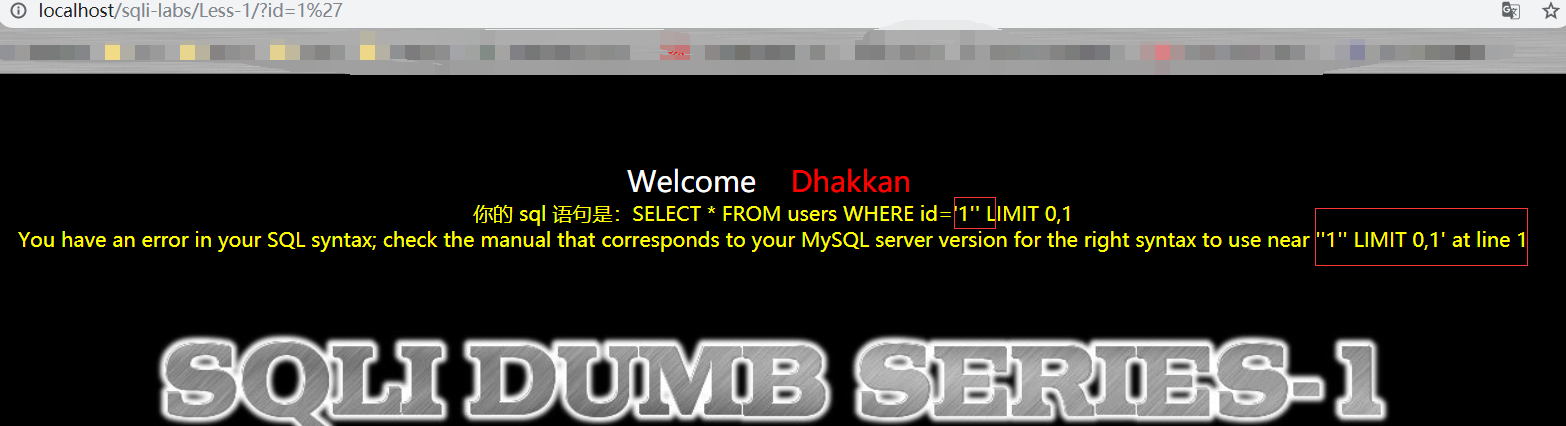 localhost/sqli-labs/Less-1/?id=1%27
Welcome Dhakkan
你的 sql 语句是：SELECT * FROM users WHERE id='1'' LIMIT 0,1
You have an error in your SQL syntax; check the manual that corresponds to your MySQL server version for the right syntax to use near ''1'' LIMIT 0,1' at line 1
SQLI DUMB SERIES-1